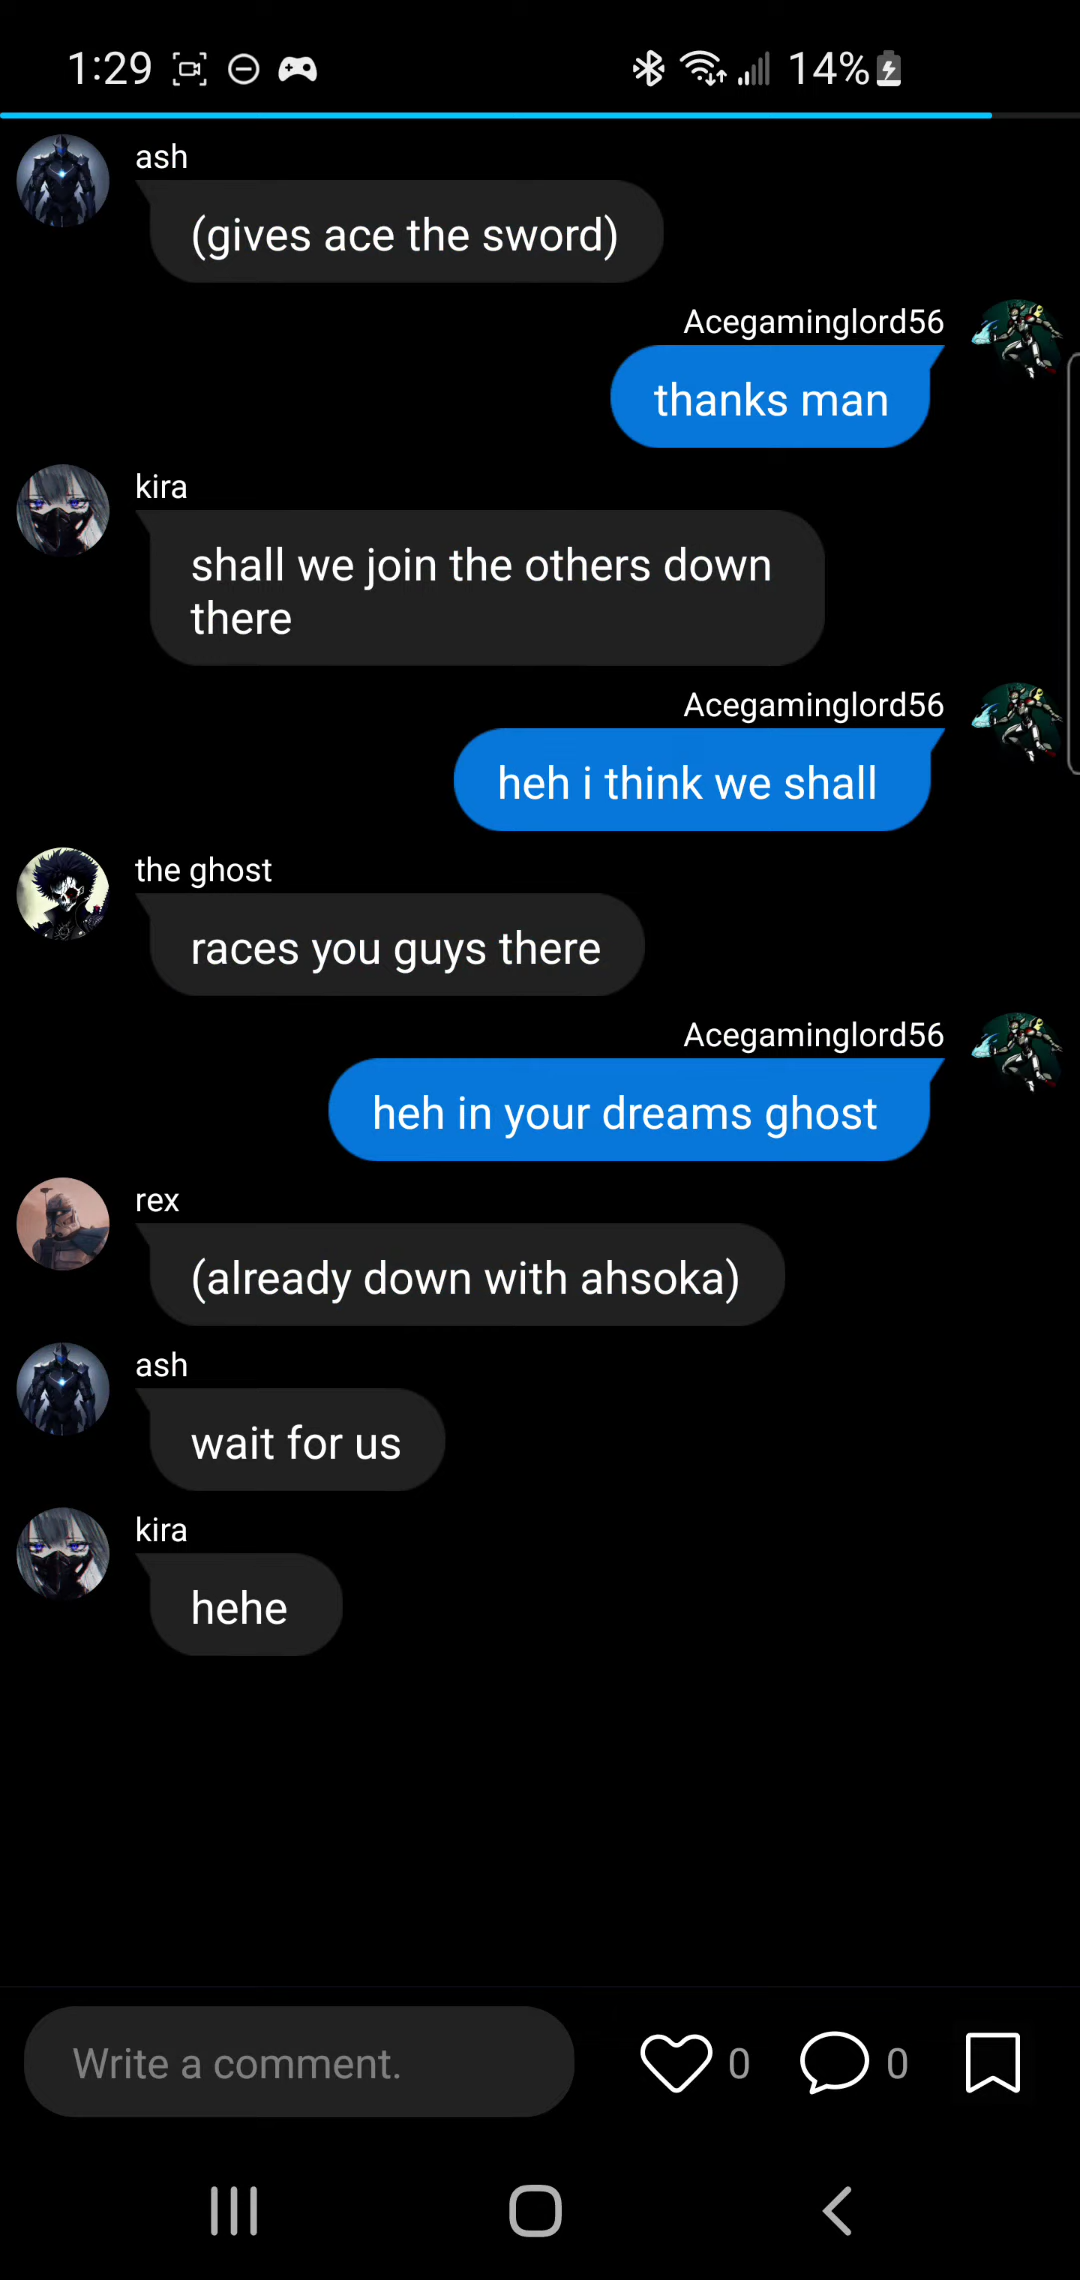 1:29 14%
ash
(gives ace the sword)
Acegaminglord56
thanks man
kira
shall we join the others down
there
Acegaminglord56
heh i think we shall
the ghost
races you guys there
Acegaminglord56
heh in your dreams ghost
rex
(already down with ahsoka)
ash
wait for us
kira
hehe
Write a comment. 0 0